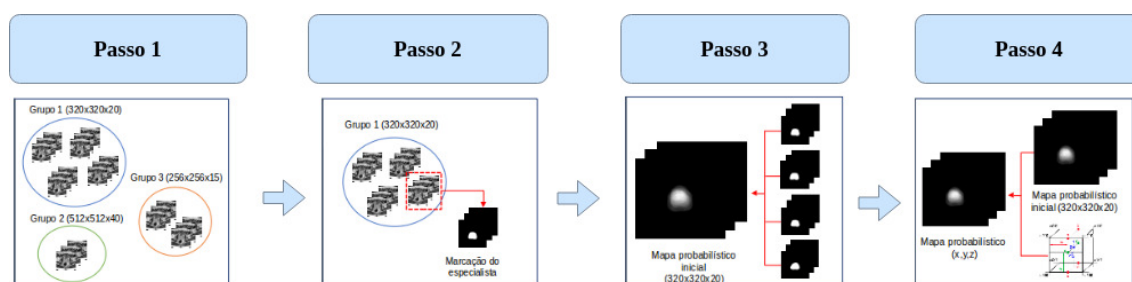 Passo 1
Passo 2
Passo 3
Passo 4
Grupo 1 (320x320x20)
Grupo 3 (256x256x15)
Grupo 2 (512x512x40)
Grupo 1 (320x320x20)
Marcação do
especialista
Mapa probabilístico
inicial
(320x320x20)
Mapa probabilístico
inicial (320x320x20)
Mapa probabilístico
(x,y,z)